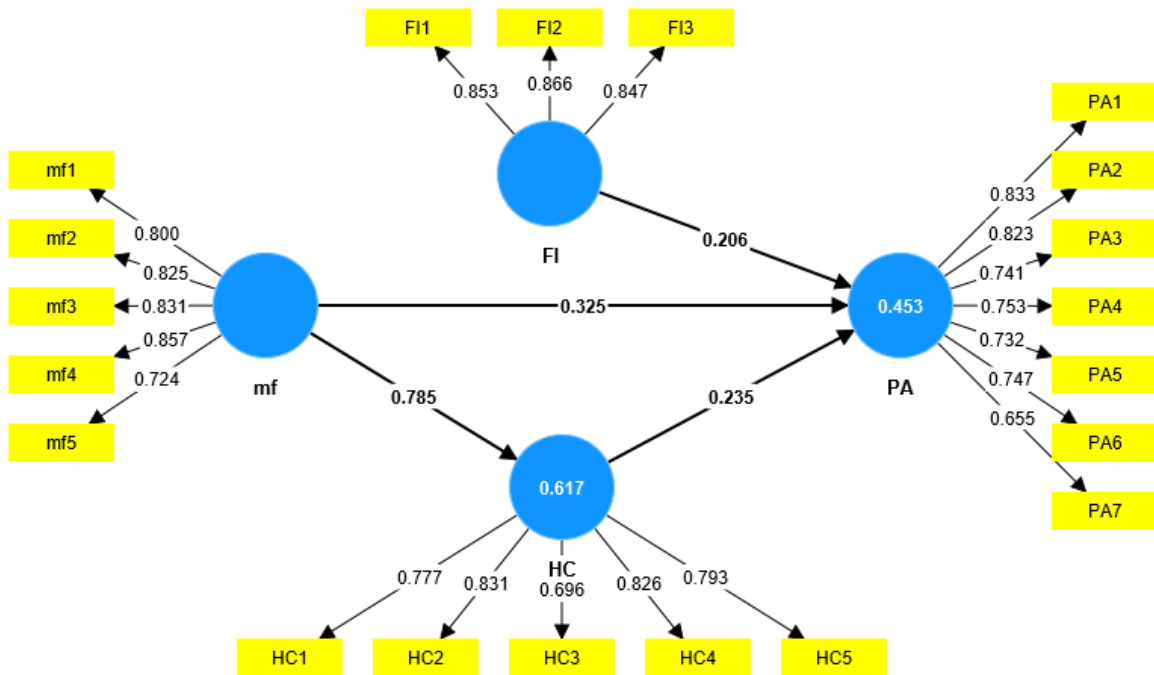 FI1
FI2
FI3
0.853
0.866
0.847
FI
mf1
mf2
mf3
mf4
mf5
0.800
0.825
0.831
0.857
0.724
mf
0.206
0.325
0.785
0.235
0.453
PA
PA1
PA2
PA3
PA4
PA5
PA6
PA7
0.833
0.823
0.741
0.753
0.732
0.747
0.655
0.617
HC
0.777
0.831
0.696
0.826
0.793
HC1
HC2
HC3
HC4
HC5